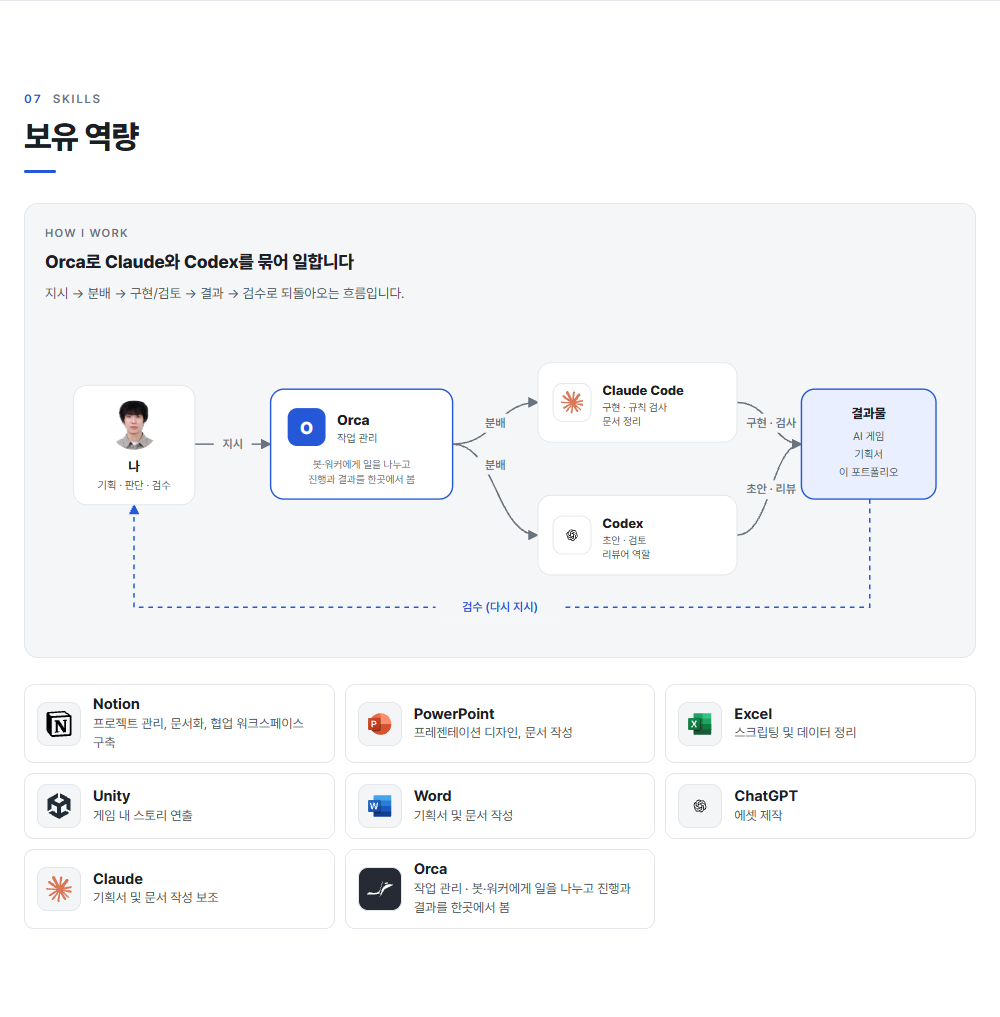 07 SKILLS
보유 역량
HOW I WORK
Orca로 Claude와 Codex를 묶어 일합니다
지시 → 분배 → 구현/검토 → 결과 → 검수로 되돌아오는 흐름입니다.
나
기획 · 판단 · 검수
지시
O
Orca
작업 관리
봇·워커에게 일을 나누고
진행과 결과를 한곳에서 봄
분배
분배
Claude Code
구현 · 규칙 검사
문서 정리
Codex
초안 · 검토
리뷰어 역할
구현 · 검사
초안 · 리뷰
결과물
AI 게임
기획서
이 포트폴리오
검수 (다시 지시)
Notion
프로젝트 관리, 문서화, 협업 워크스페이스
구축
P
PowerPoint
프레젠테이션 디자인, 문서 작성
X
Excel
스크립팅 및 데이터 정리
Unity
게임 내 스토리 연출
W
Word
기획서 및 문서 작성
ChatGPT
에셋 제작
Claude
기획서 및 문서 작성 보조
Orca
작업 관리 · 봇·워커에게 일을 나누고 진행과
결과를 한곳에서 봄